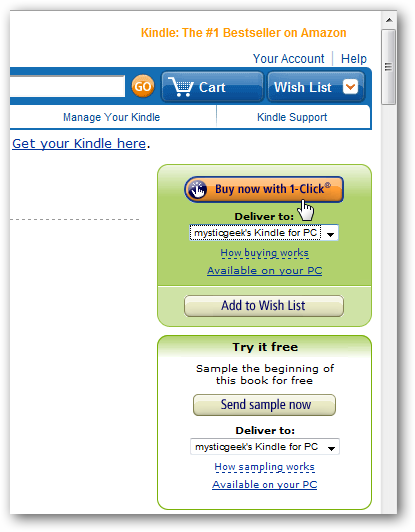 Kindle: The #1 Bestseller on Amazon
Your Account | Help
GO Cart Wish List
Manage Your Kindle Kindle Support
Get your Kindle here.
Buy now with 1-Click®
Deliver to:
mysticgeek's Kindle for PC
How buying works
Available on your PC
Add to Wish List
Try it free
Sample the beginning of
this book for free
Send sample now
Deliver to:
mysticgeek's Kindle for PC
How sampling works
Available on your PC